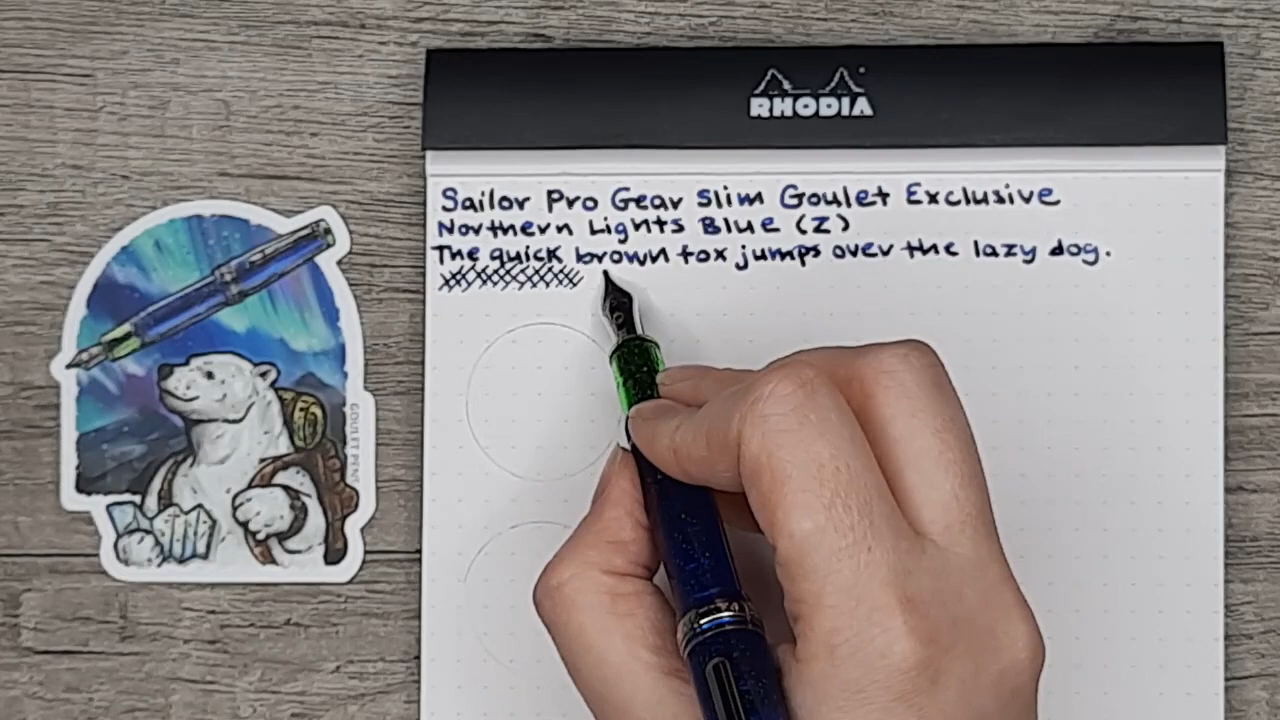 RHODIA
Sailor Pro Gear Slim Goulet Exclusive
Northern Lights Blue (Z)
The quick brown fox jumps over the lazy dog.
GOULET PENS